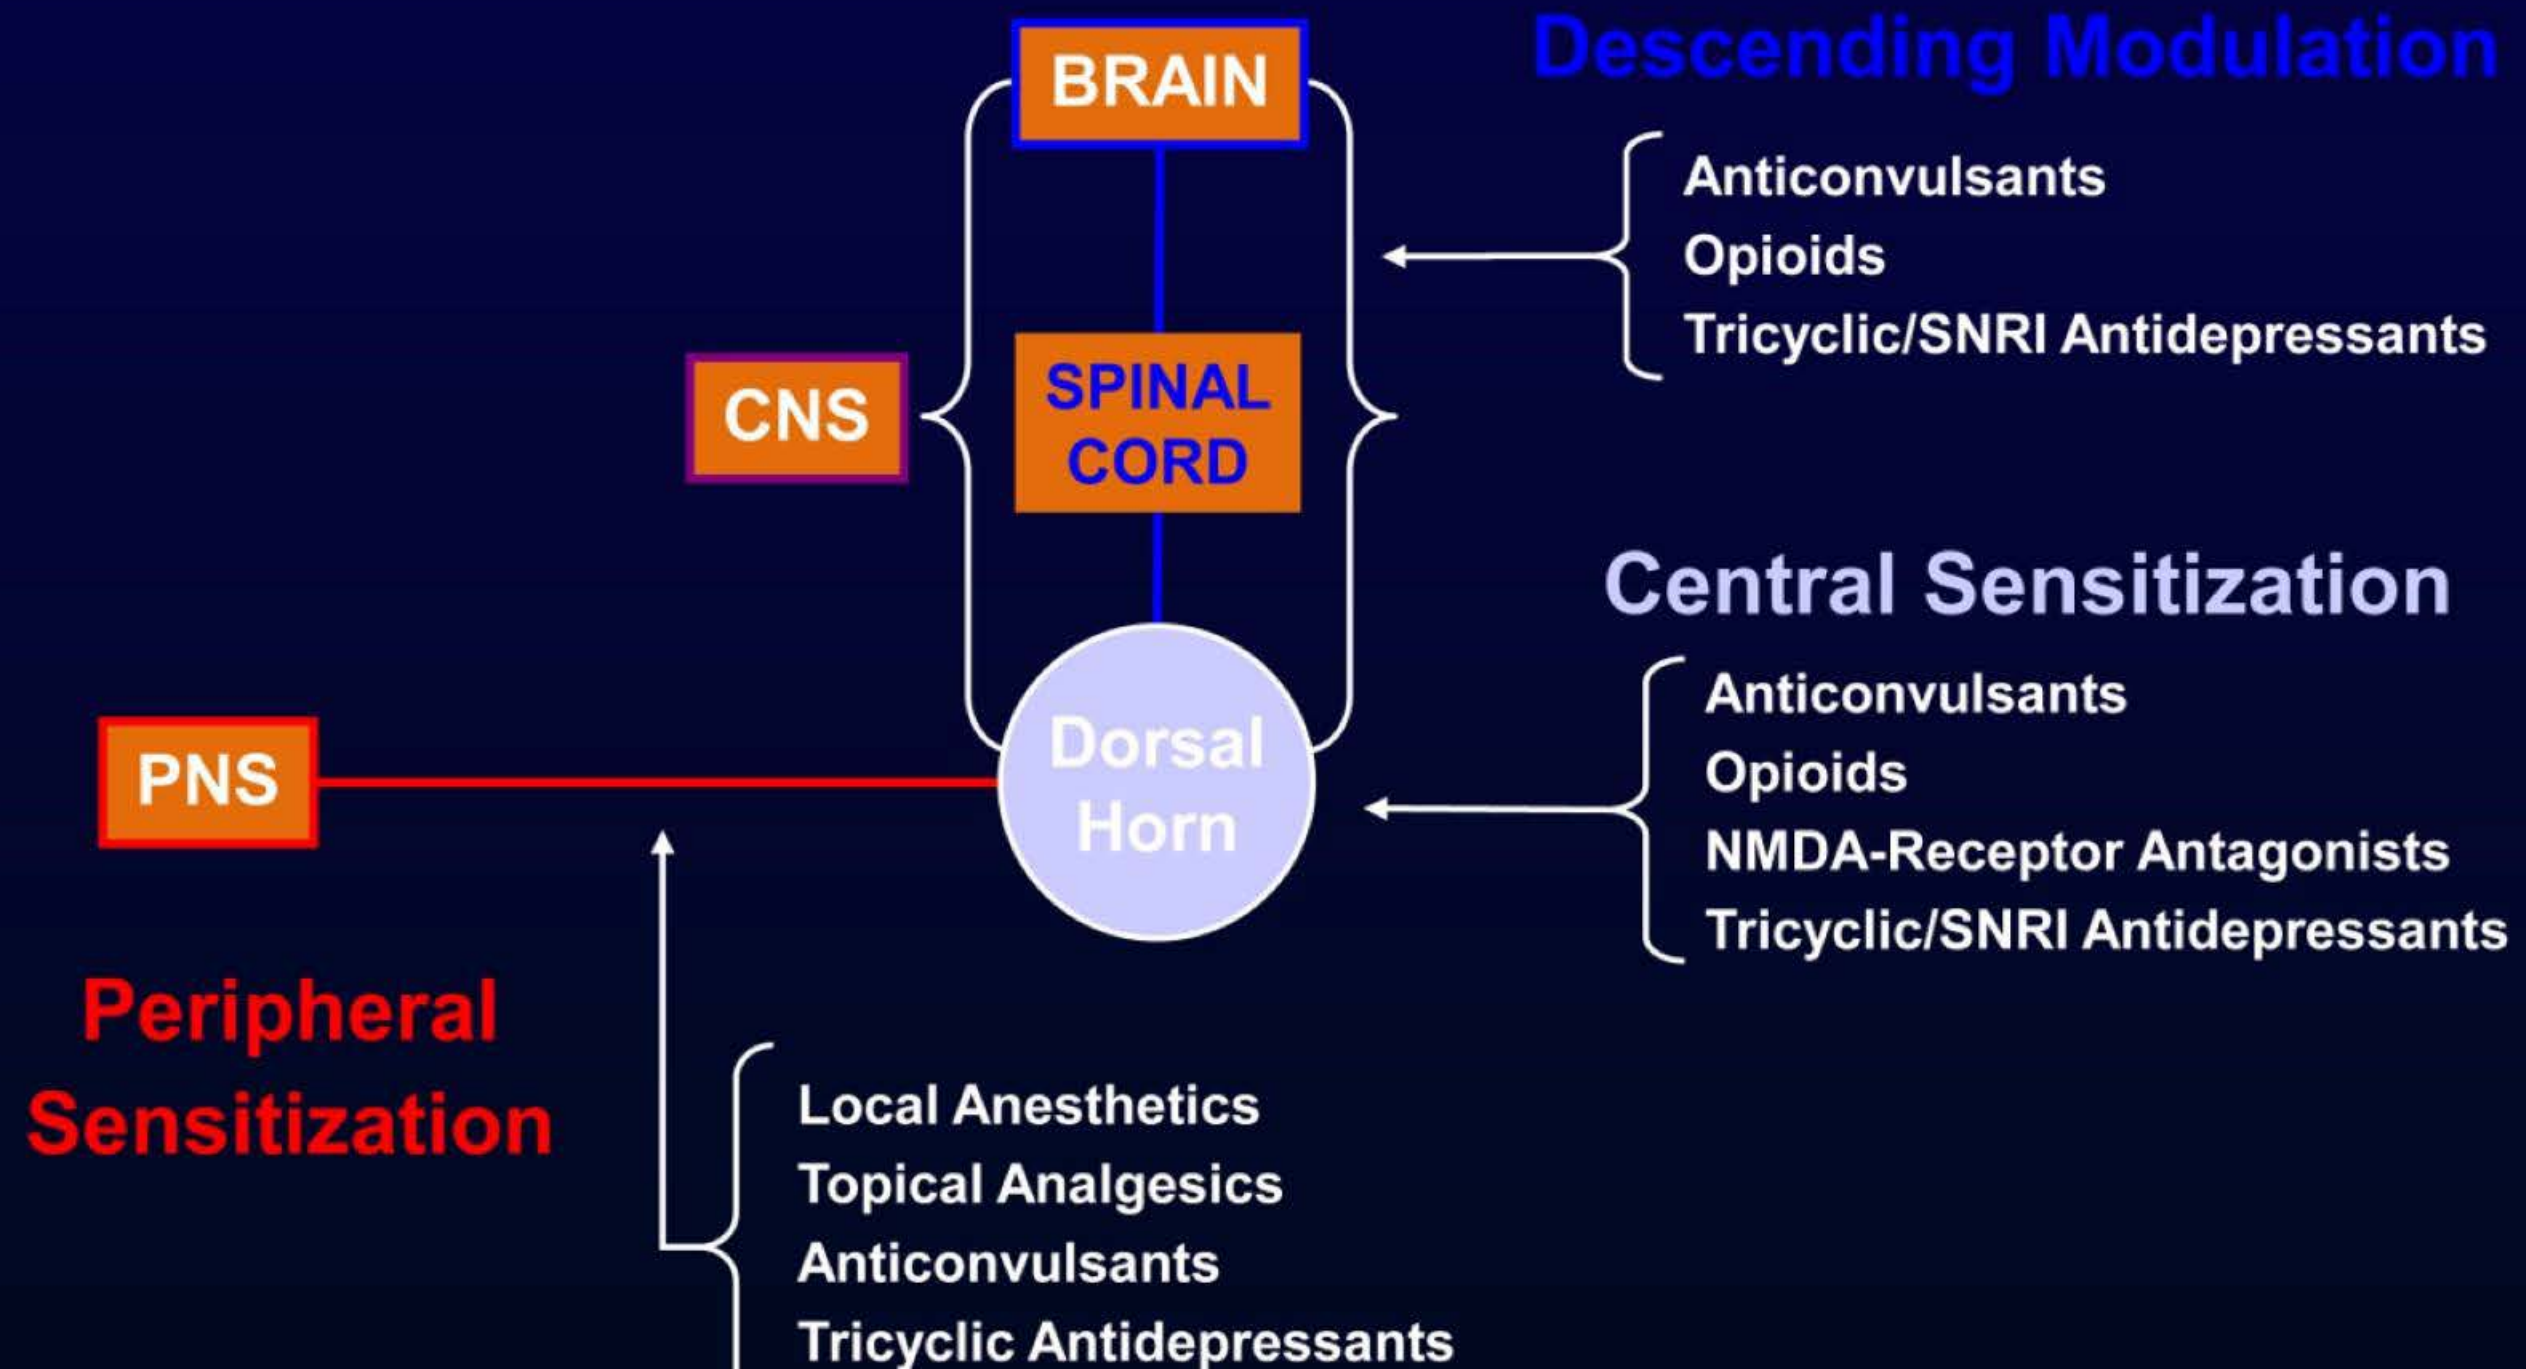 BRAIN
Descending Modulation
Anticonvulsants
Opioids
Tricyclic/SNRI Antidepressants
CNS
SPINAL
CORD
Central Sensitization
Anticonvulsants
Opioids
NMDA-Receptor Antagonists
Tricyclic/SNRI Antidepressants
PNS
Dorsal
Horn
Peripheral
Sensitization
Local Anesthetics
Topical Analgesics
Anticonvulsants
Tricyclic Antidepressants